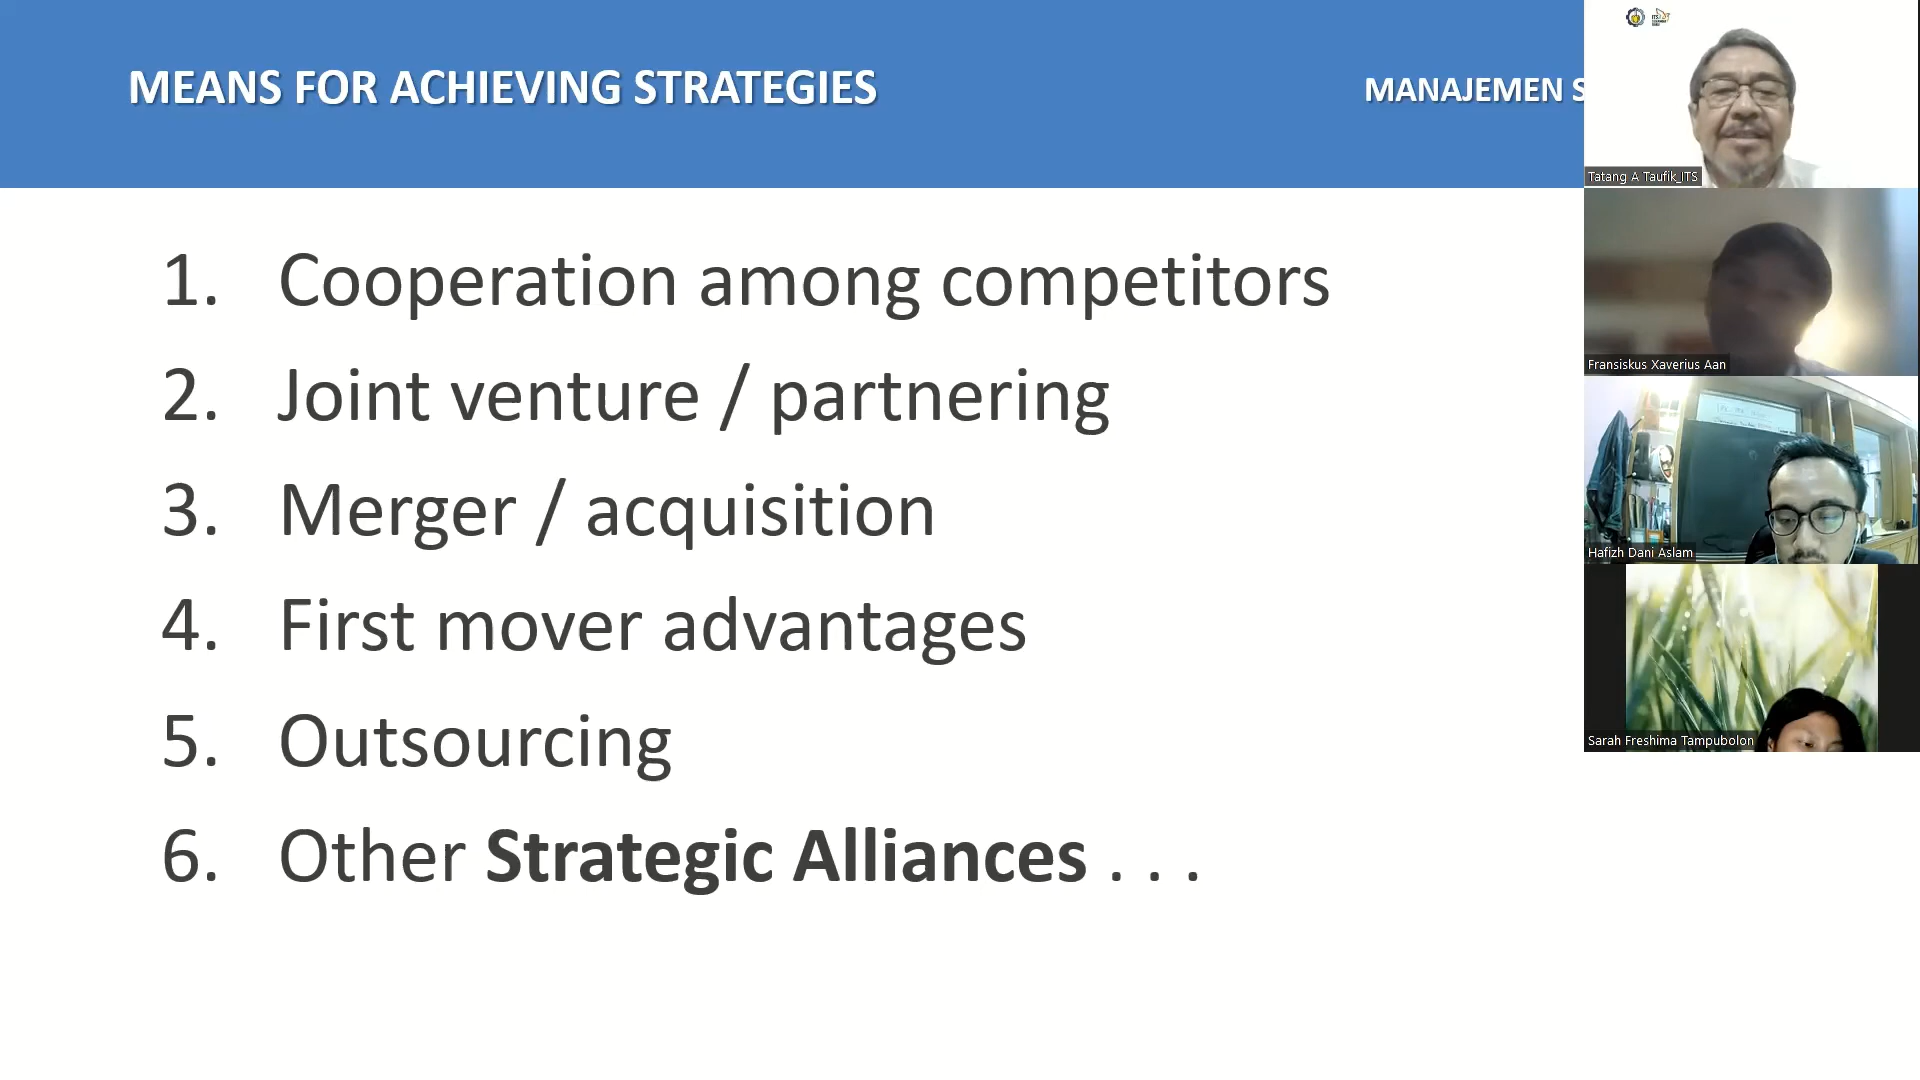 MEANS FOR ACHIEVING STRATEGIES
MANAJEMEN S
1. Cooperation among competitors
2. Joint venture / partnering
3. Merger / acquisition
4. First mover advantages
5. Outsourcing
6. Other Strategic Alliances . . .
Tatang A Taufik_ITS
Fransiskus Xaverius Aan
Hafizh Dani Aslam
Sarah Freshima Tampubolon